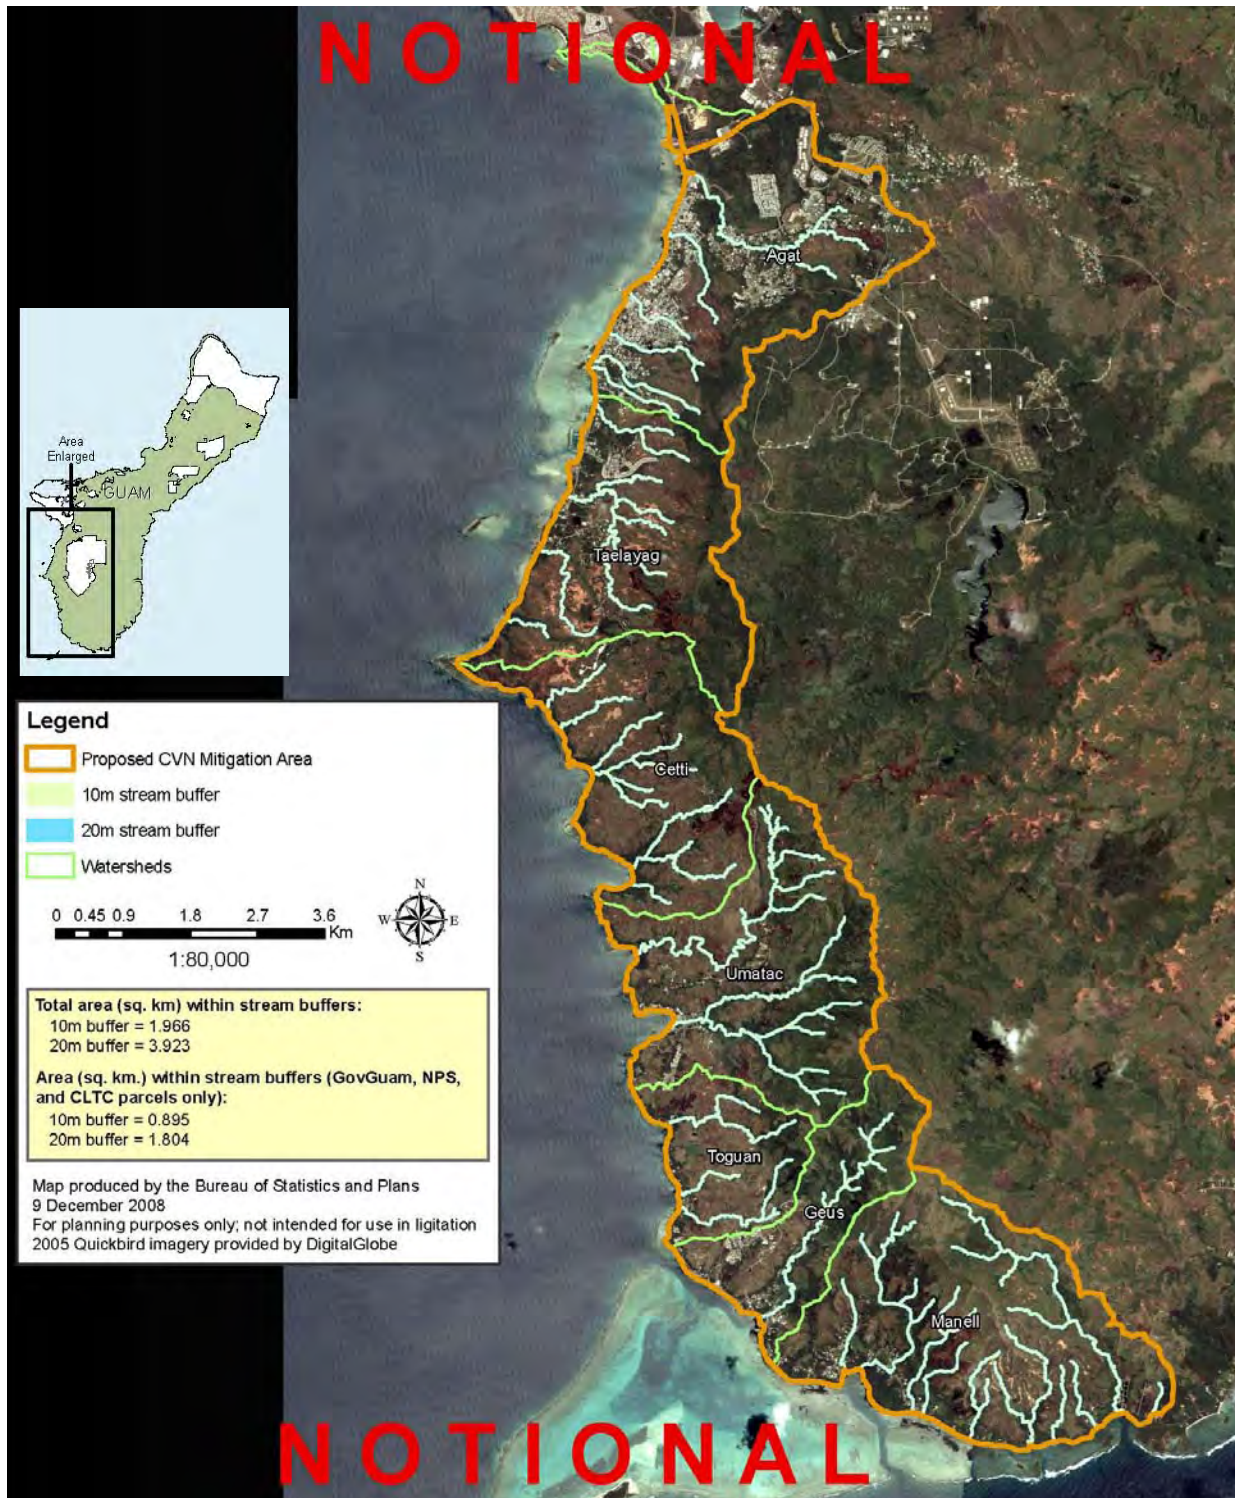 NOTIONAL
Agat
Area
Enlarged
GUAM
Taelayag
Legend
Proposed CVN Mitigation Area
10m stream buffer
20m stream buffer
Watersheds
N
W E
S
0 0.45 0.9 1.8 2.7 3.6
Km
1:80,000
Total area (sq. km) within stream buffers:
10m buffer = 1.966
20m buffer = 3.923
Area (sq. km.) within stream buffers (GovGuam, NPS,
and CLTC parcels only):
10m buffer = 0.895
20m buffer = 1.804
Map produced by the Bureau of Statistics and Plans
9 December 2008
For planning purposes only; not intended for use in ligitation
2005 Quickbird imagery provided by DigitalGlobe
Cetti
Umatac
Toguan
Geus
Manell
NOTIONAL